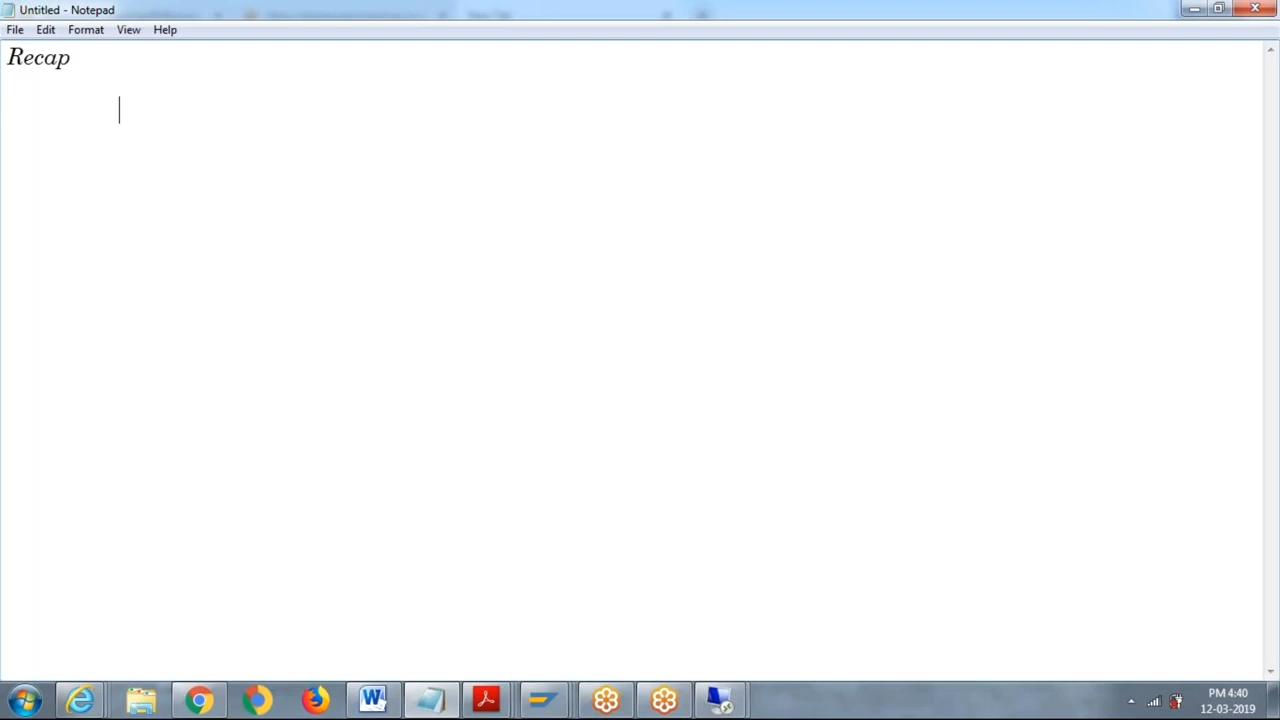 Untitled - Notepad
File Edit Format View Help
Recap
PM 4:40
12-03-2019